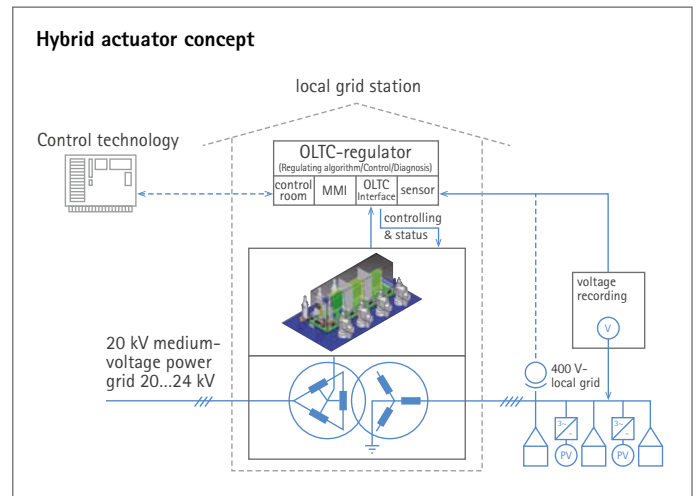 Hybrid actuator concept
local grid station
Control technology
OLTC-regulator
(Regulating algorithm/Control/Diagnosis)
control
room
MMI
OLTC
Interface
sensor
controlling
& status
voltage
recording
V
20 kV medium-
voltage power
grid 20...24 kV
400 V-
local grid
3~
–
3~
–
PV
PV